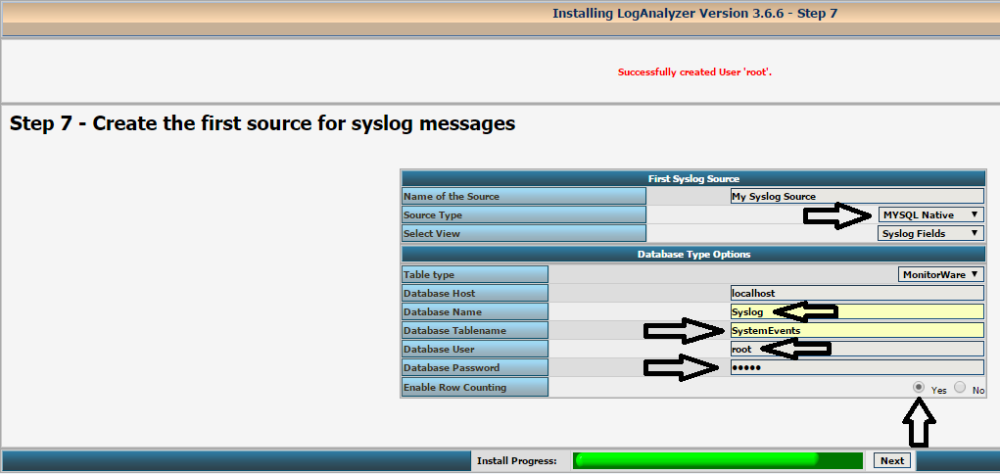 Installing LogAnalyzer Version 3.6.6 - Step 7
Successfully created User 'root'.
Step 7 - Create the first source for syslog messages
First Syslog Source
Name of the Source My Syslog Source
Source Type MYSQL Native
Select View Syslog Fields
Database Type Options
Table type MonitorWare
Database Host localhost
Database Name Syslog
Database Tablename SystemEvents
Database User root
Database Password •••••
Enable Row Counting Yes No
Install Progress: Next